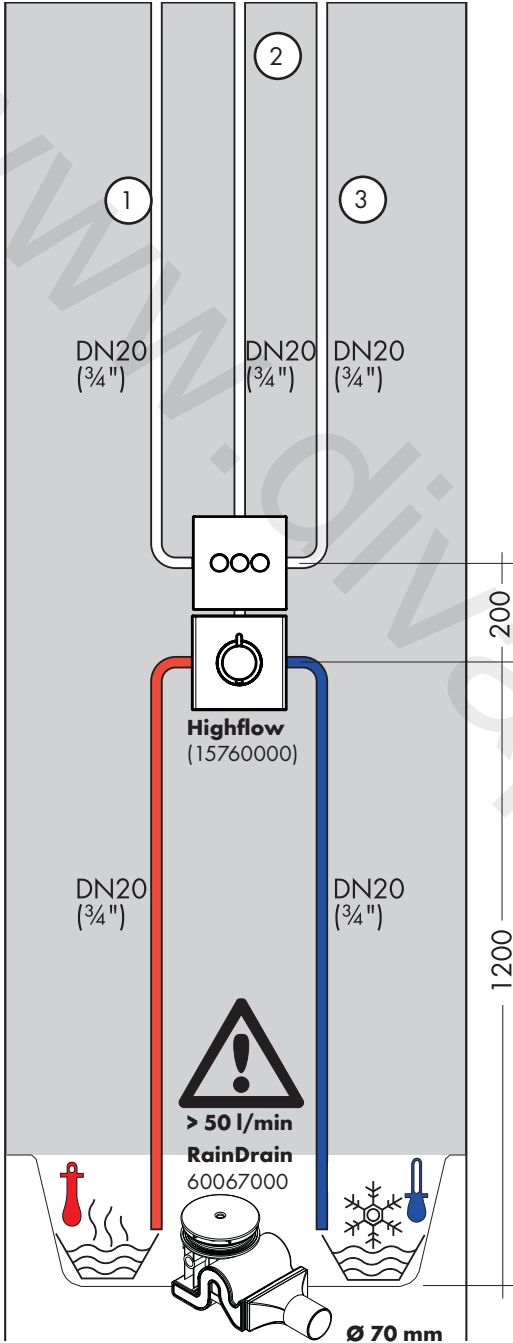 2
1
3
DN20 DN20 DN20
(¾") (¾") (¾")
200
Highflow
(15760000)
DN20 DN20
(¾") (¾")
1200
> 50 l/min
RainDrain
60067000
Ø 70 mm